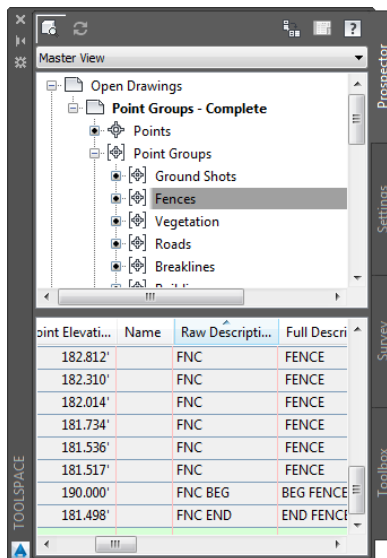 Master View
Open Drawings
Point Groups - Complete
Points
Point Groups
Ground Shots
Fences
Vegetation
Roads
Breaklines
oint Elevati... Name Raw Descripti... Full Descri
182.812' FNC FENCE
182.310' FNC FENCE
182.014' FNC FENCE
181.734' FNC FENCE
181.536' FNC FENCE
181.517' FNC FENCE
190.000' FNC BEG BEG FENCE
181.498' FNC END END FENCE
Prospector
Settings
Survey
Toolbox
TOOLSPACE